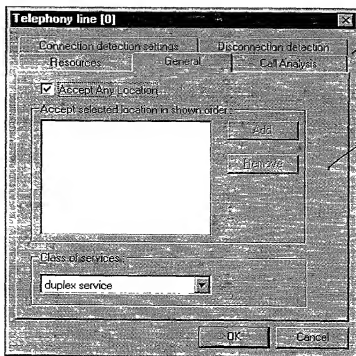 Telephony line [0]
Connection detection settings
Disconnection detection
Resources
General
Call Analysis
Accept Any Location
Accept selected location in shown order
Add
Remove
Class of services
duplex service
OK
Cancel